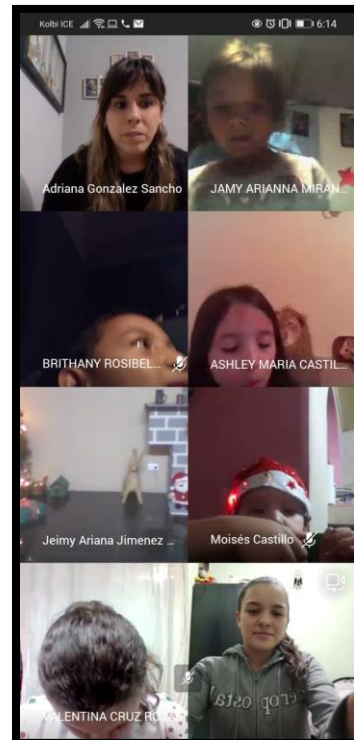 Kolbi ICE 6:14
Adriana Gonzalez Sancho
JAMY ARIANNA MIRAN...
BRITHANY ROSIBEL...
ASHLEY MARIA CASTIL...
Jeimy Ariana Jimenez ...
Moisés Castillo
VALENTINA CRUZ